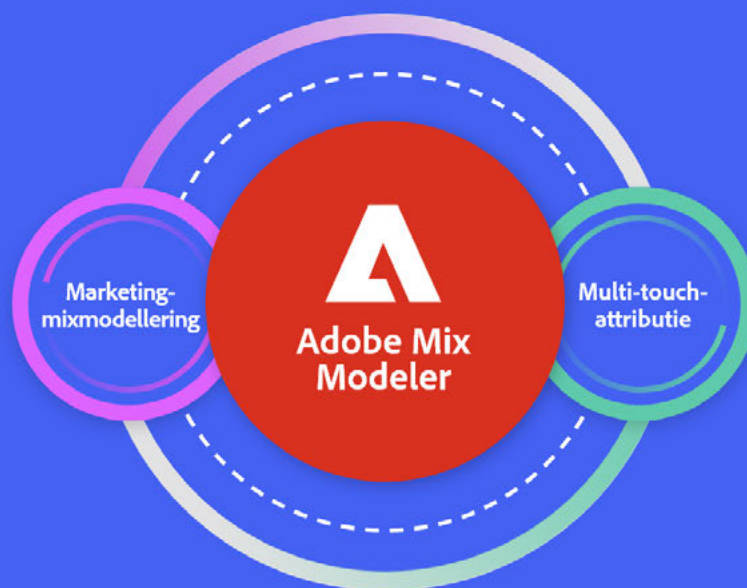 Marketing-
mixmodellering
Adobe Mix
Modeler
Multi-touch-
attributie